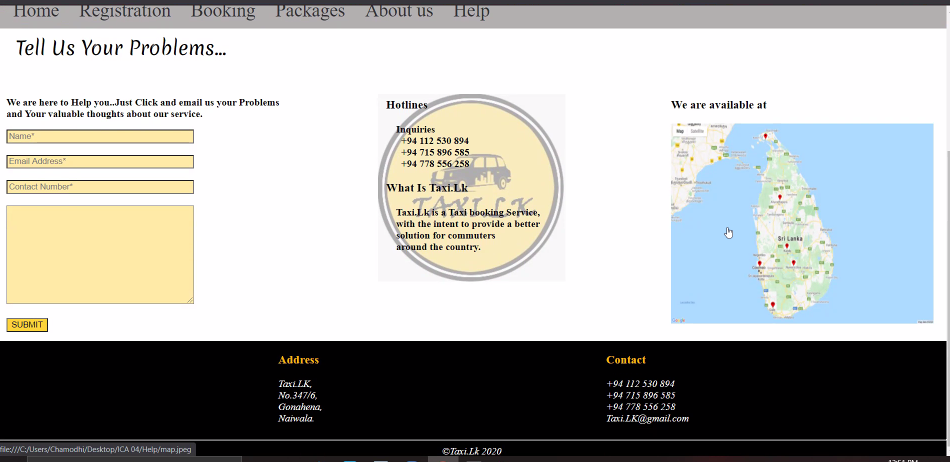 Home Registration Booking Packages About us Help
Tell Us Your Problems...
We are here to Help you..Just Click and email us your Problems
and Your valuable thoughts about our service.
Name*
Email Address*
Contact Number*
SUBMIT
Hotlines
Inquiries
+94 112 530 894
+94 715 896 585
+94 778 556 258
What Is Taxi.Lk
TAXI.LK
Taxi.Lk is a Taxi booking Service,
with the intent to provide a better
solution for commuters
around the country.
We are available at
Map Satellite
Sri Lanka
Address
Taxi.LK,
No.347/6,
Gonahena,
Naiwala.
Contact
+94 112 530 894
+94 715 896 585
+94 778 556 258
Taxi.LK@gmail.com
file:///C:/Users/Chamodhi/Desktop/ICA 04/Help/map.jpeg
©Taxi.Lk 2020